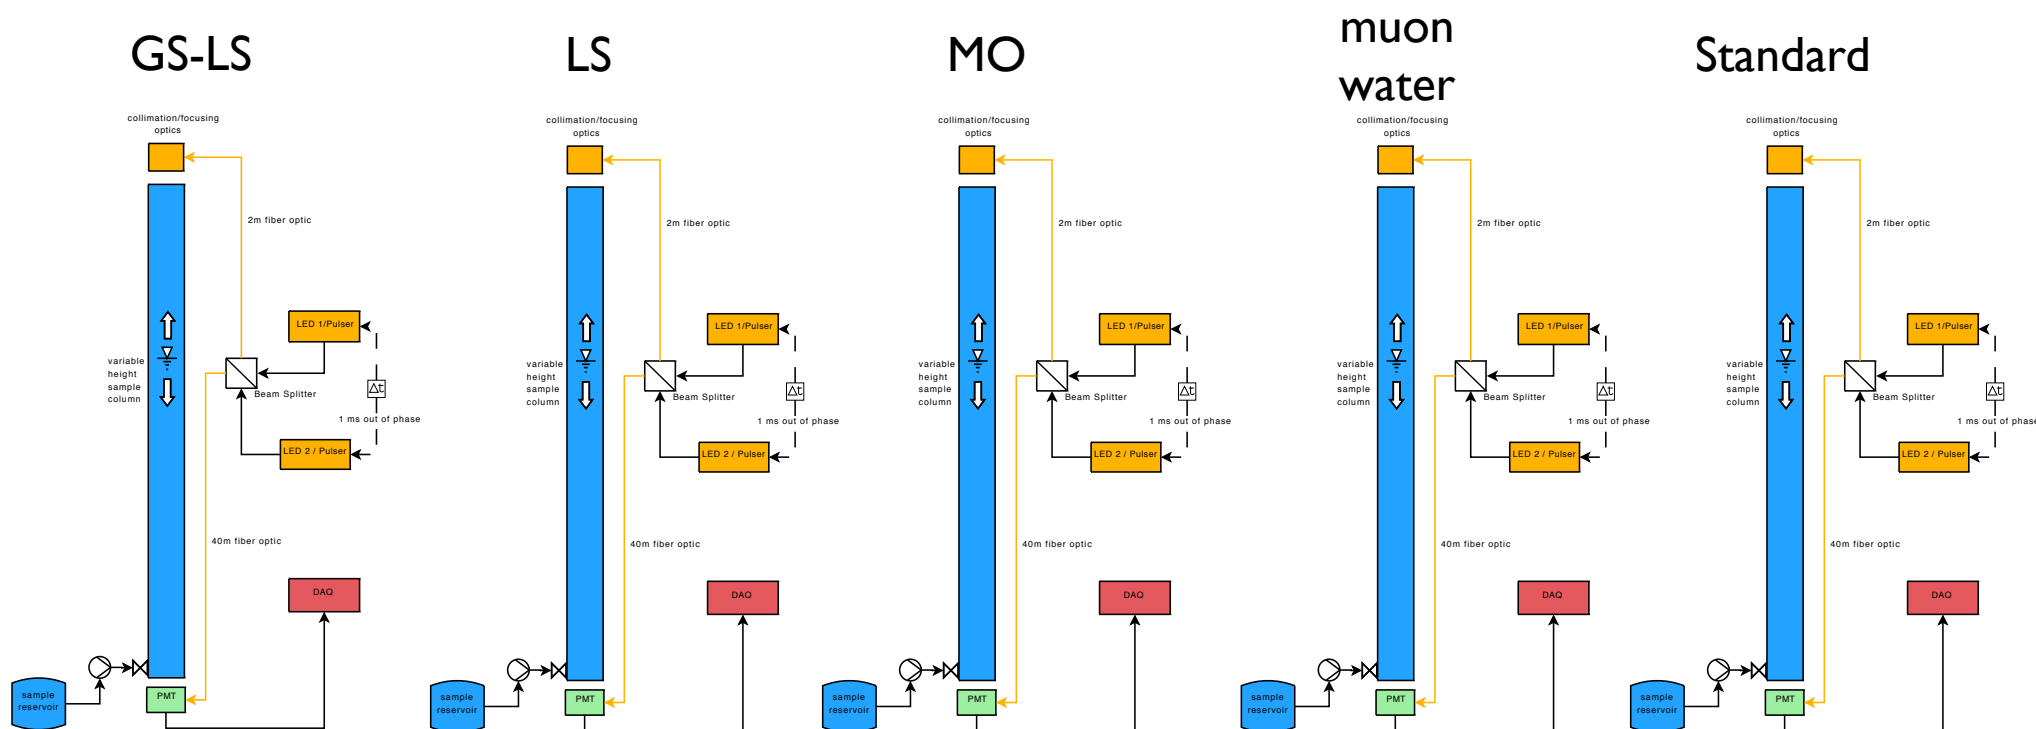 GS-LS
LS
MO
muon
water
Standard
collimation/focusing
optics
2m fiber optic
LED 1/Pulser
variable
height
sample
column
Δt
Beam Splitter
1 ms out of phase
LED 2 / Pulser
40m fiber optic
DAQ
sample
reservoir
PMT
collimation/focusing
optics
2m fiber optic
LED 1/Pulser
variable
height
sample
column
Δt
Beam Splitter
1 ms out of phase
LED 2 / Pulser
40m fiber optic
DAQ
sample
reservoir
PMT
collimation/focusing
optics
2m fiber optic
LED 1/Pulser
variable
height
sample
column
Δt
Beam Splitter
1 ms out of phase
LED 2 / Pulser
40m fiber optic
DAQ
sample
reservoir
PMT
collimation/focusing
optics
2m fiber optic
LED 1/Pulser
variable
height
sample
column
Δt
Beam Splitter
1 ms out of phase
LED 2 / Pulser
40m fiber optic
DAQ
sample
reservoir
PMT
collimation/focusing
optics
2m fiber optic
LED 1/Pulser
variable
height
sample
column
Δt
Beam Splitter
1 ms out of phase
LED 2 / Pulser
40m fiber optic
DAQ
sample
reservoir
PMT